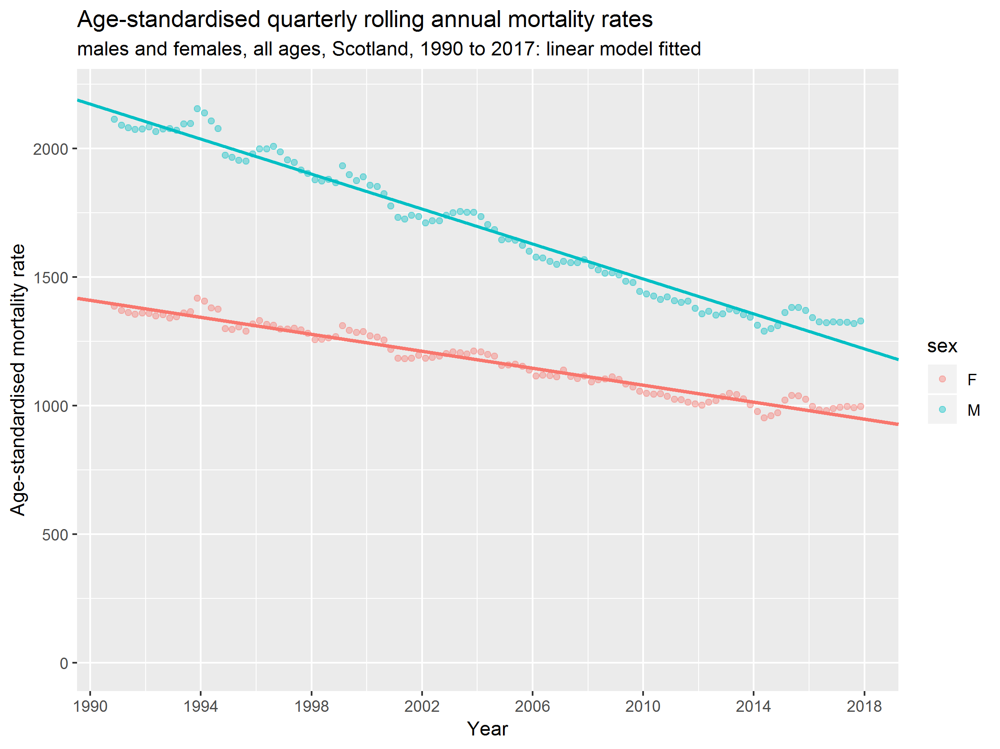 Age-standardised quarterly rolling annual mortality rates
males and females, all ages, Scotland, 1990 to 2017: linear model fitted
Age-standardised mortality rate
2000
1500
1000
500
0
1990 1994 1998 2002 2006 2010 2014 2018
Year
sex
F
M